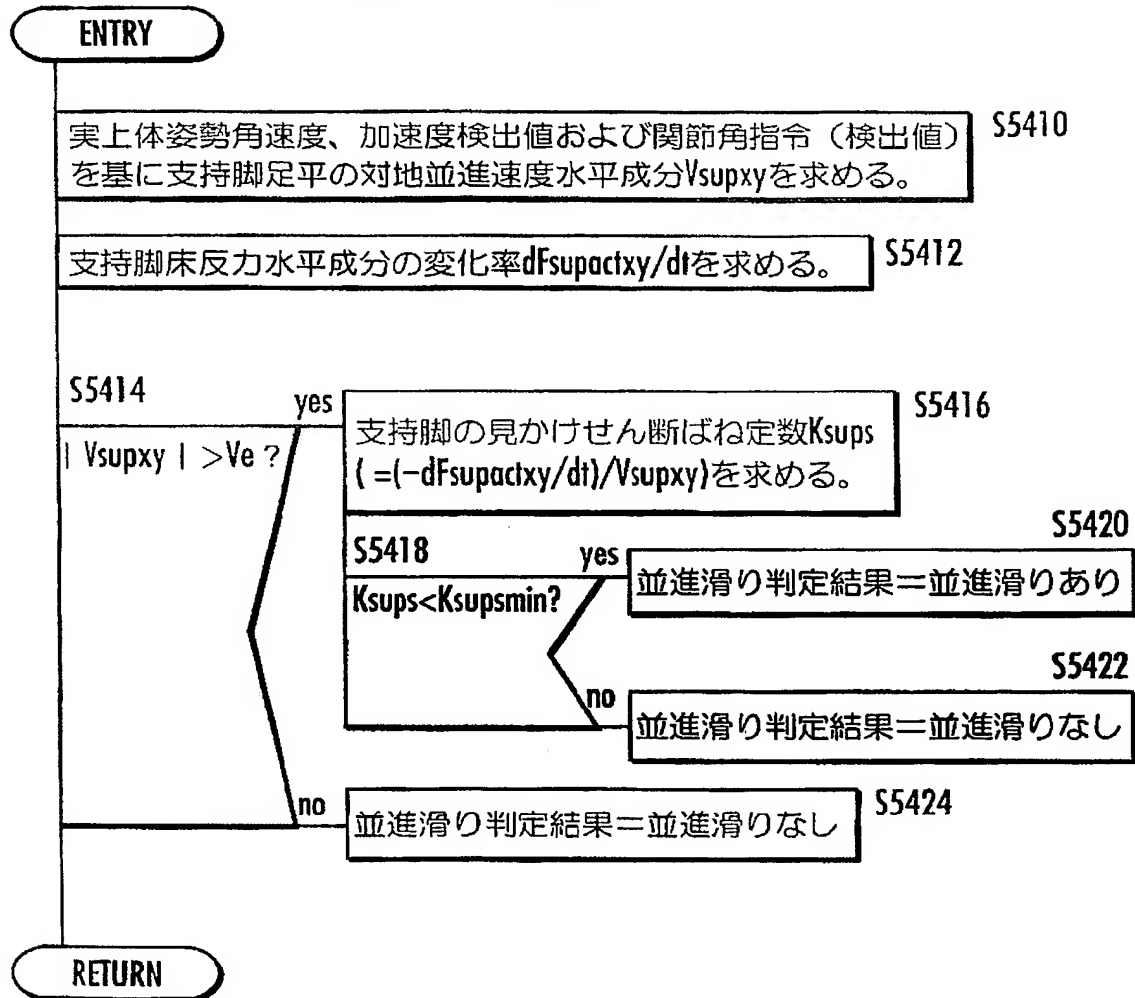 ENTRY
S5410
実上体姿勢角速度、加速度検出値および関節角指令（検出値）
を基に支持脚足平の対地並進速度水平成分Vsupxyを求める。
S5412
支持脚床反力水平成分の変化率dFsupactxy/dtを求める。
S5414
| Vsupxy | >Ve ?
yes
S5416
支持脚の見かけせん断ばね定数Ksups
( =(−dFsupactxy/dt)/Vsupxy)を求める。
S5418
Ksups<Ksupsmin?
yes
S5420
並進滑り判定結果＝並進滑りあり
no
S5422
並進滑り判定結果＝並進滑りなし
no
S5424
並進滑り判定結果＝並進滑りなし
RETURN